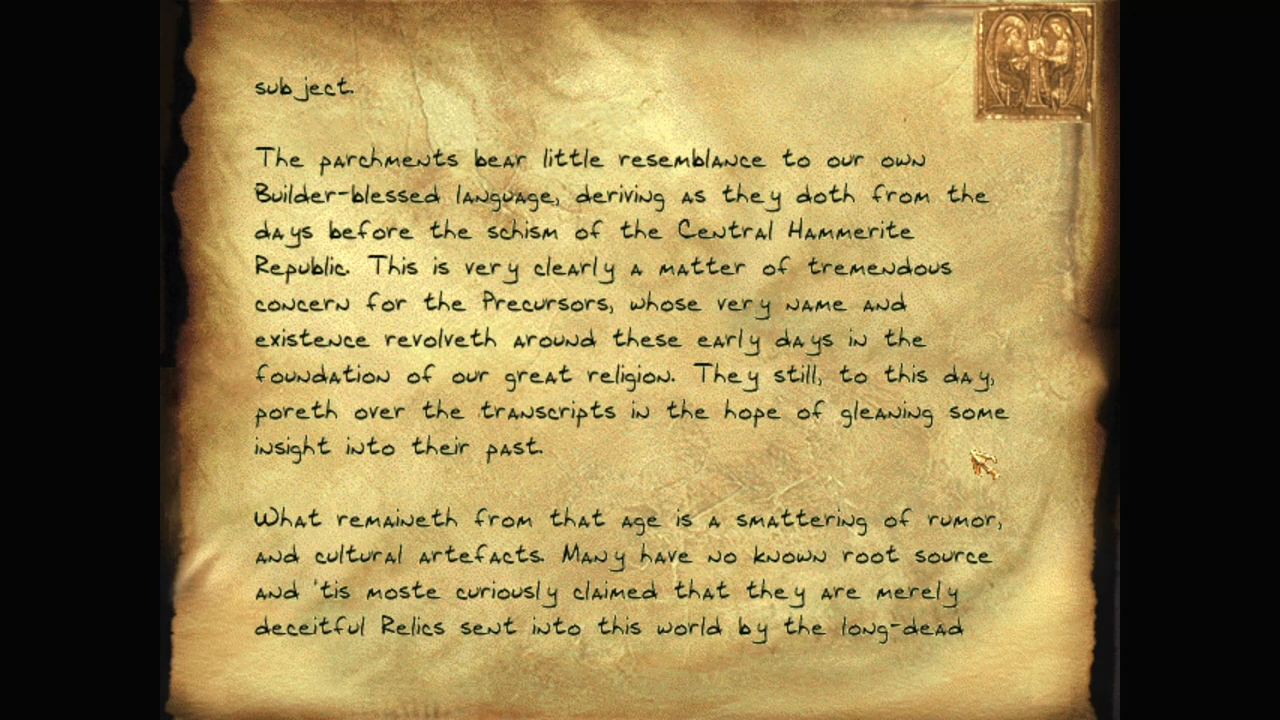 subject.
The parchments bear little resemblance to our own
Builder-blessed language, deriving as they doth from the
days before the schism of the Central Hammerite
Republic. This is very clearly a matter of tremendous
concern for the Precursors, whose very name and
existence revolveth around these early days in the
foundation of our great religion. They still, to this day,
poreth over the transcripts in the hope of gleaning some
insight into their past.
What remaineth from that age is a smattering of rumor,
and cultural artefacts. Many have no known root source
and 'tis moste curiously claimed that they are merely
deceitful Relics sent into this world by the long-dead